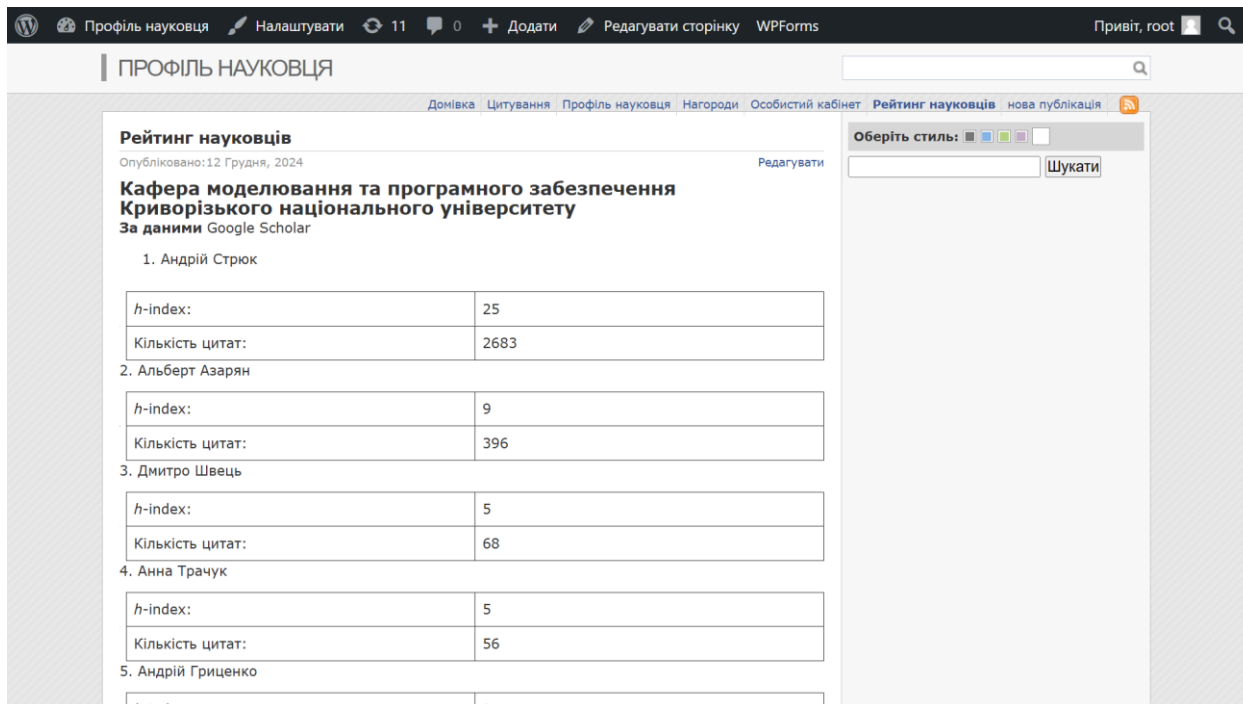 Профіль науковця Налаштувати 11 0 Додати Редагувати сторінку WPForms Привіт, root
ПРОФІЛЬ НАУКОВЦЯ
Домівка Цитування Профіль науковця Нагороди Особистий кабінет Рейтинг науковців нова публікація
Рейтинг науковців
Оберіть стиль:
Опубліковано:12 Грудня, 2024 Редагувати
Шукати
Кафера моделювання та програмного забезпечення
Криворізького національного університету
За даними Google Scholar
1. Андрій Стрюк
h-index: 25
Кількість цитат: 2683
2. Альберт Азарян
h-index: 9
Кількість цитат: 396
3. Дмитро Швець
h-index: 5
Кількість цитат: 68
4. Анна Трачук
h-index: 5
Кількість цитат: 56
5. Андрій Гриценко